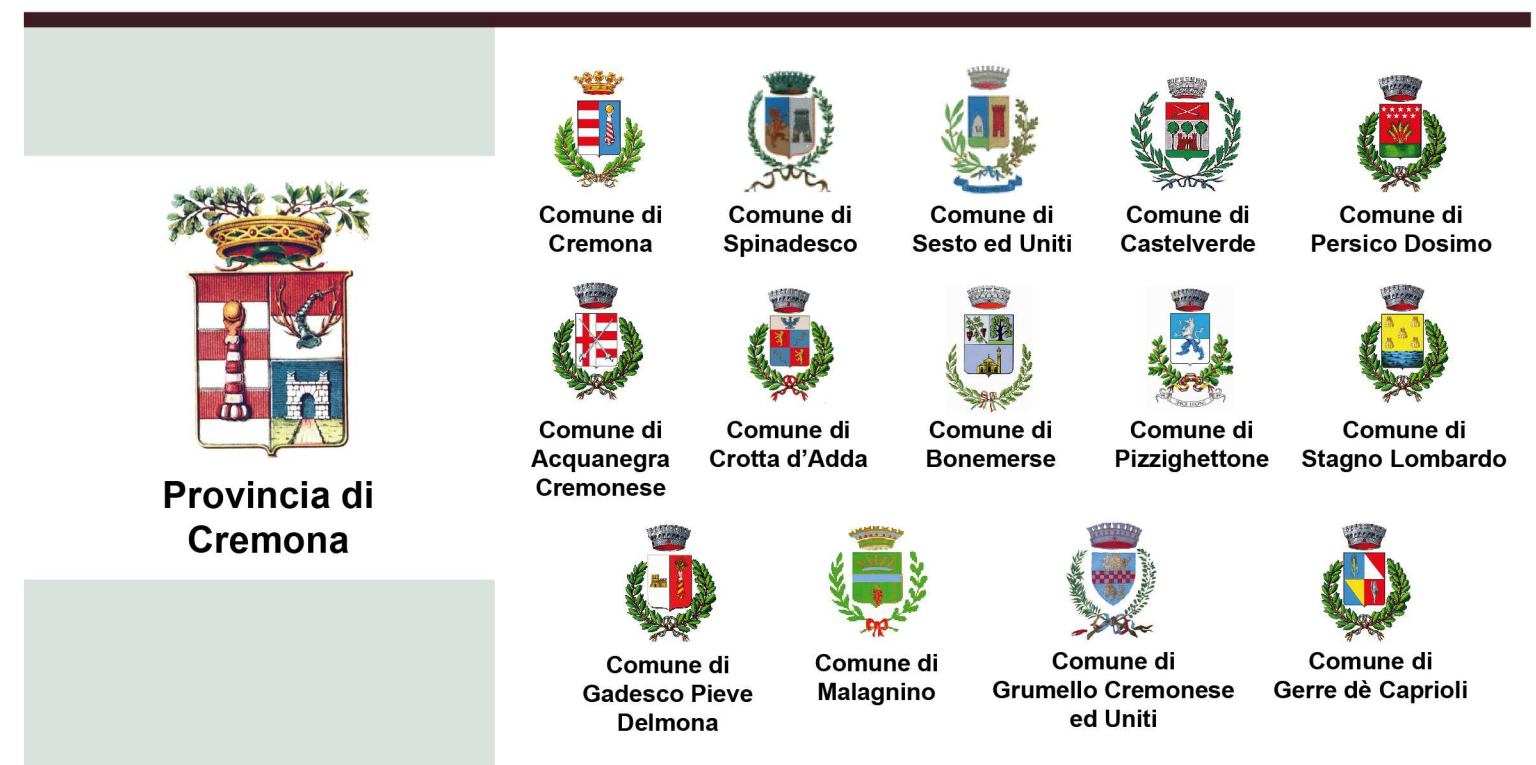 Provincia di
Cremona
Comune di
Cremona
Comune di
Spinadesco
Comune di
Sesto ed Uniti
Comune di
Castelverde
Comune di
Persico Dosimo
Comune di
Acquanegra
Cremonese
Comune di
Crotta d’Adda
Comune di
Bonemerse
Comune di
Pizzighettone
Comune di
Stagno Lombardo
Comune di
Gadesco Pieve
Delmona
Comune di
Malagnino
Comune di
Grumello Cremonese
ed Uniti
Comune di
Gerre dè Caprioli